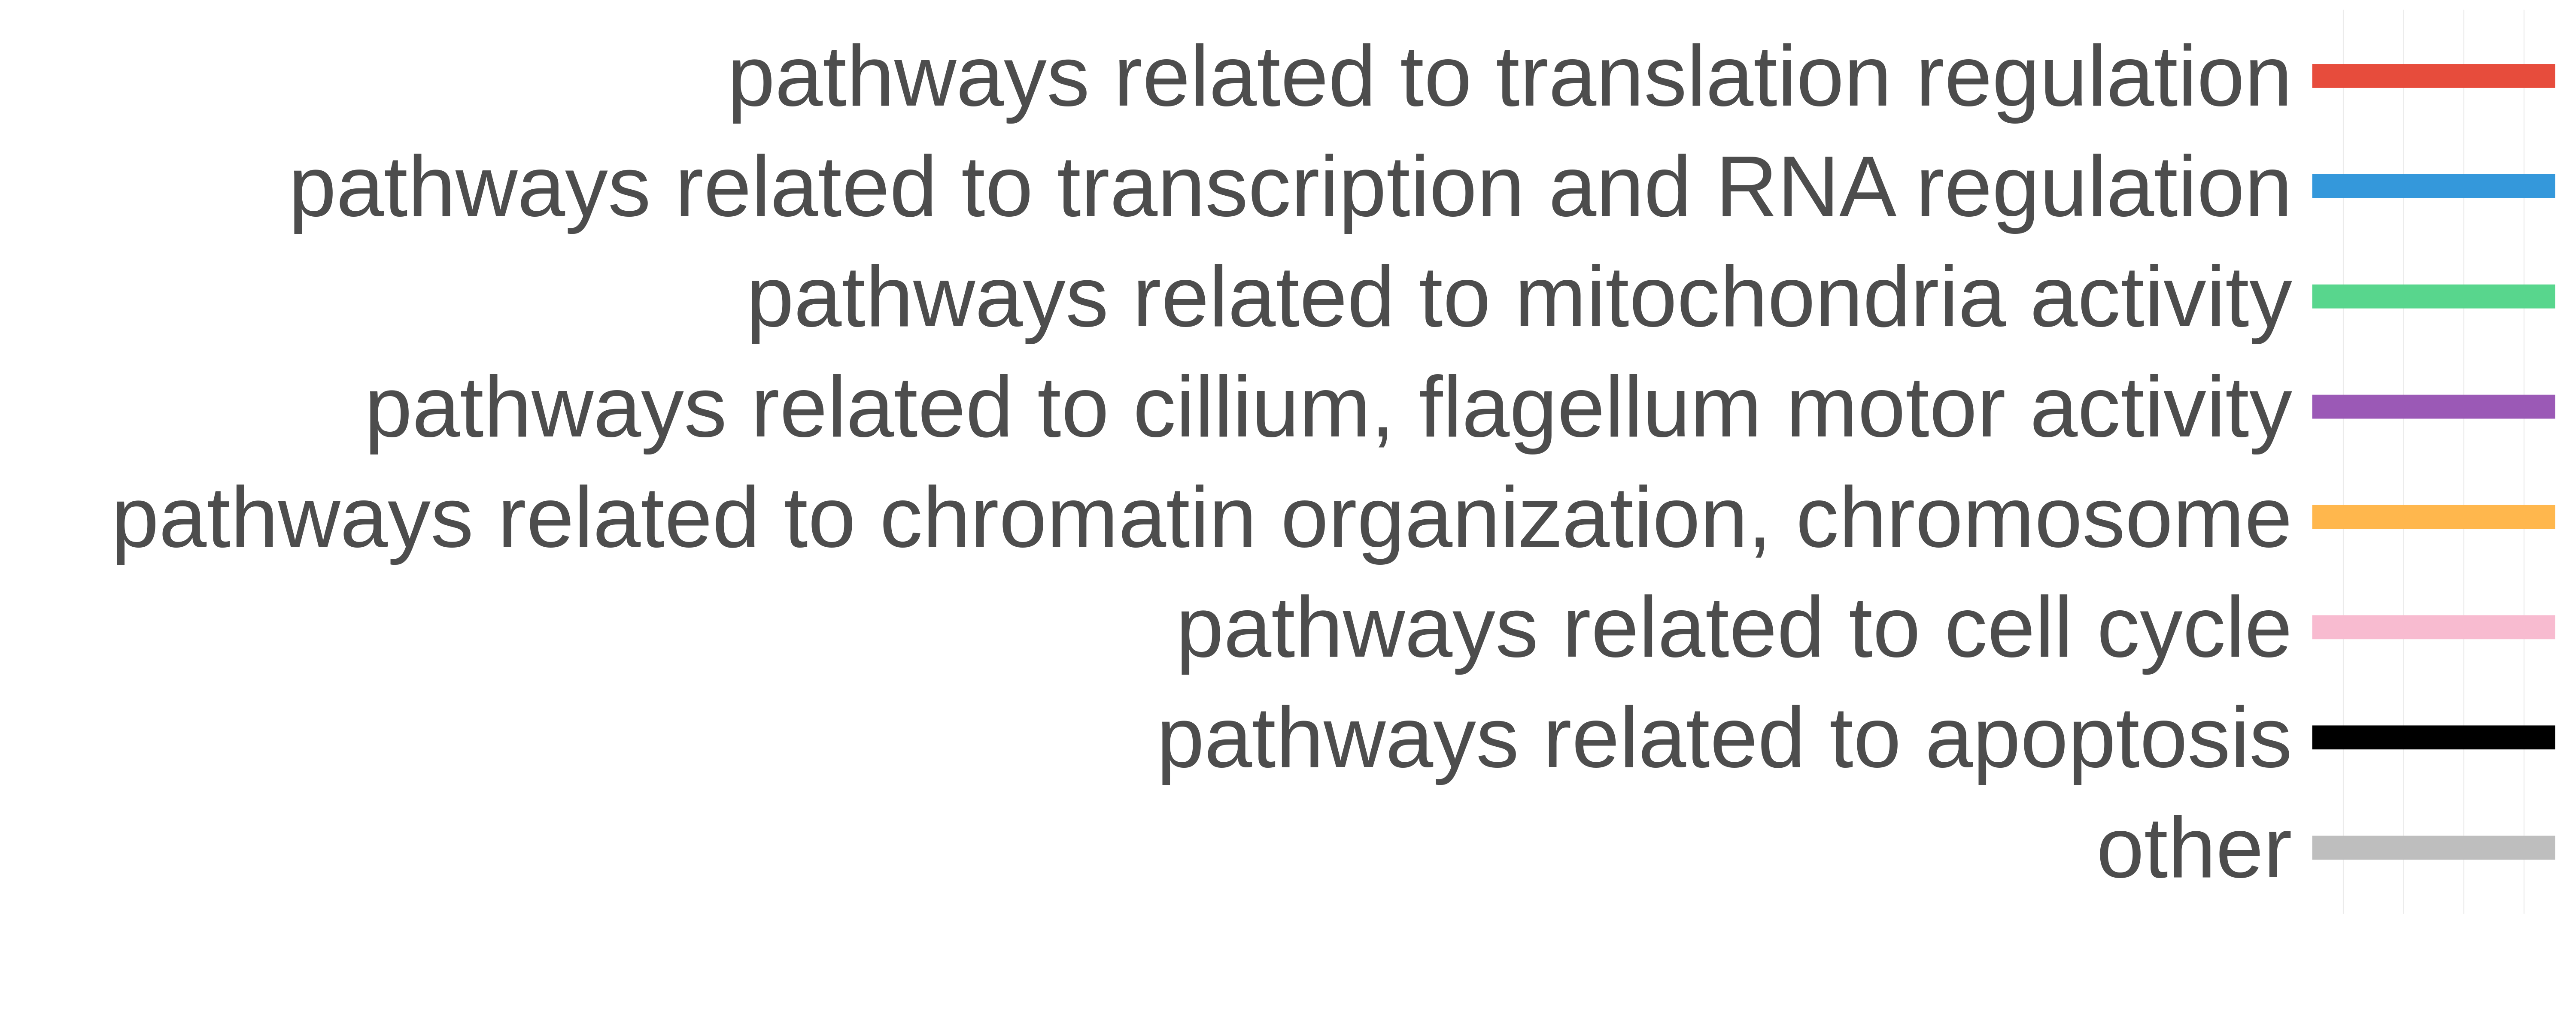 pathways related to translation regulation
pathways related to transcription and RNA regulation
pathways related to mitochondria activity
pathways related to cillium, flagellum motor activity
pathways related to chromatin organization, chromosome
pathways related to cell cycle
pathways related to apoptosis
other